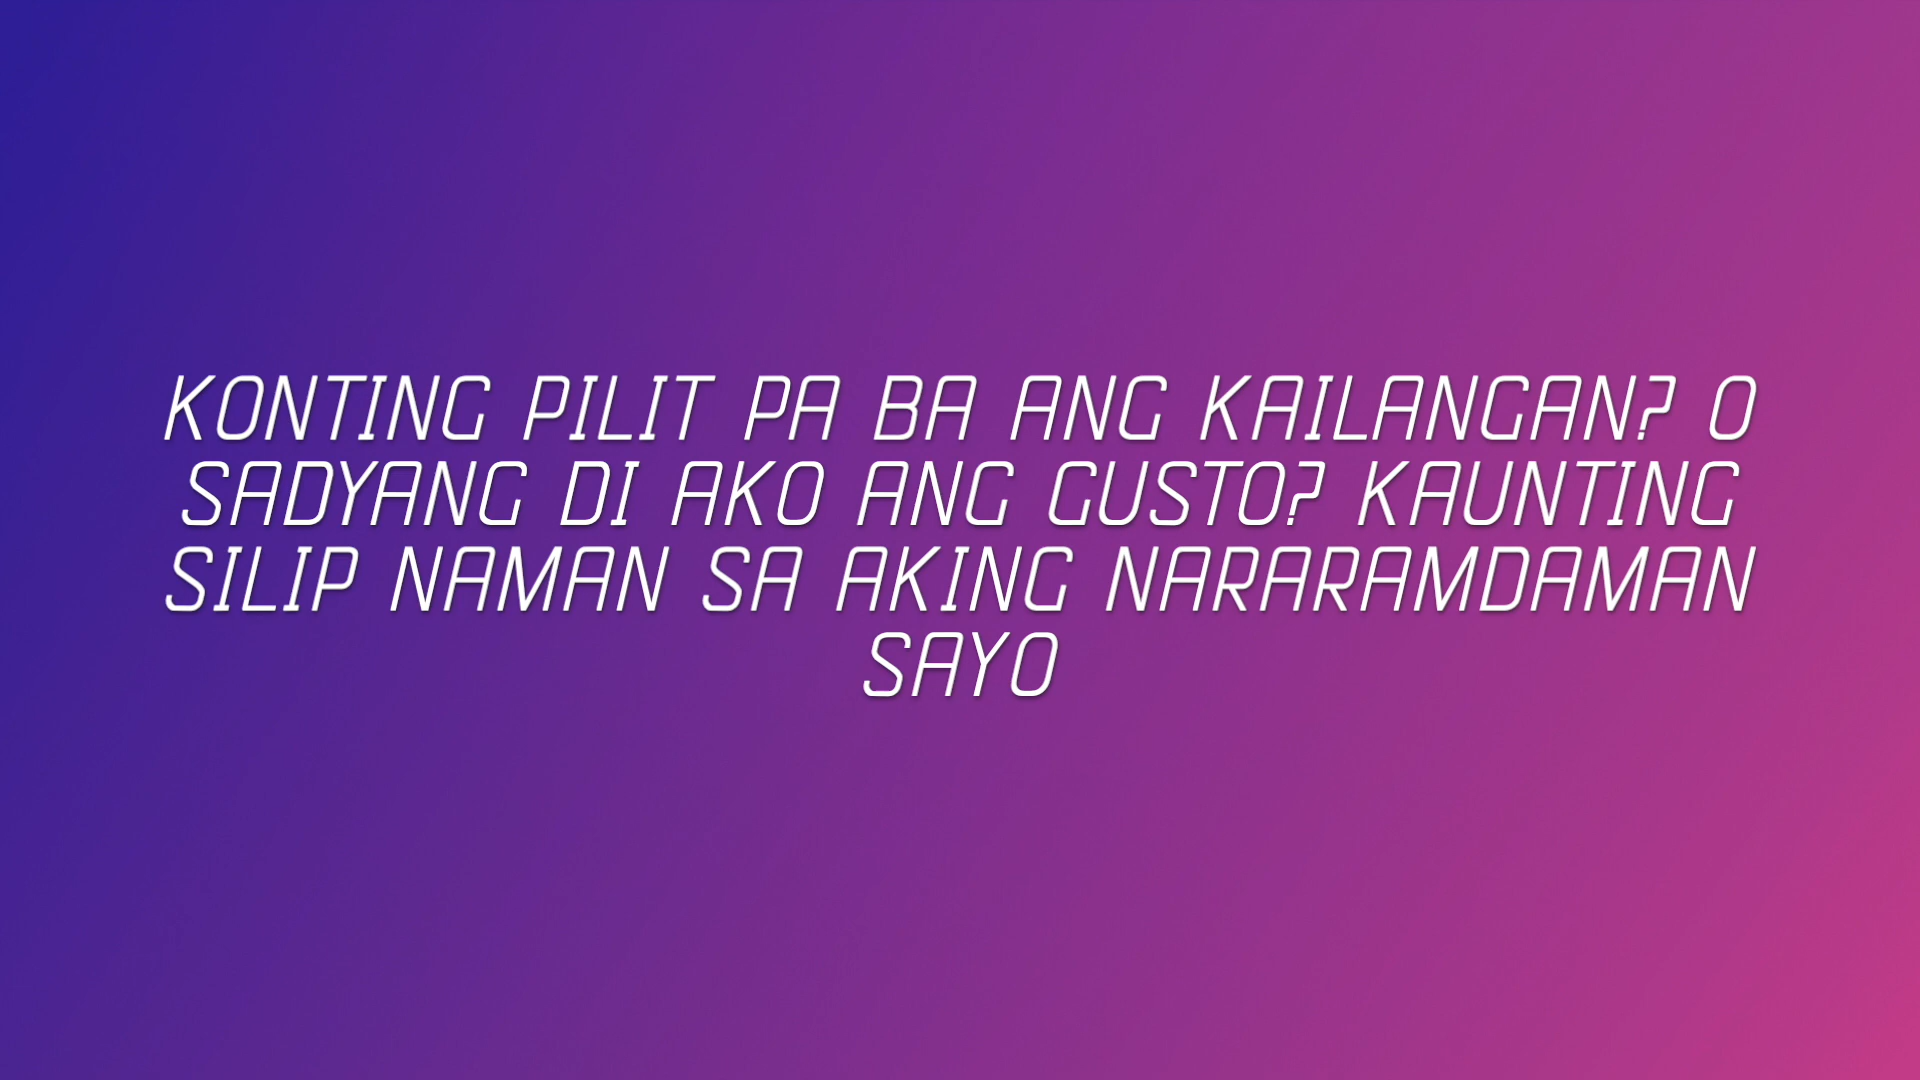 KONTING PILIT PA BA ANG KAILANGAN? O
SADYANG DI AKO ANG GUSTO? KAUNTING
SILIP NAMAN SA AKING NARARAMDAMAN
SAYO